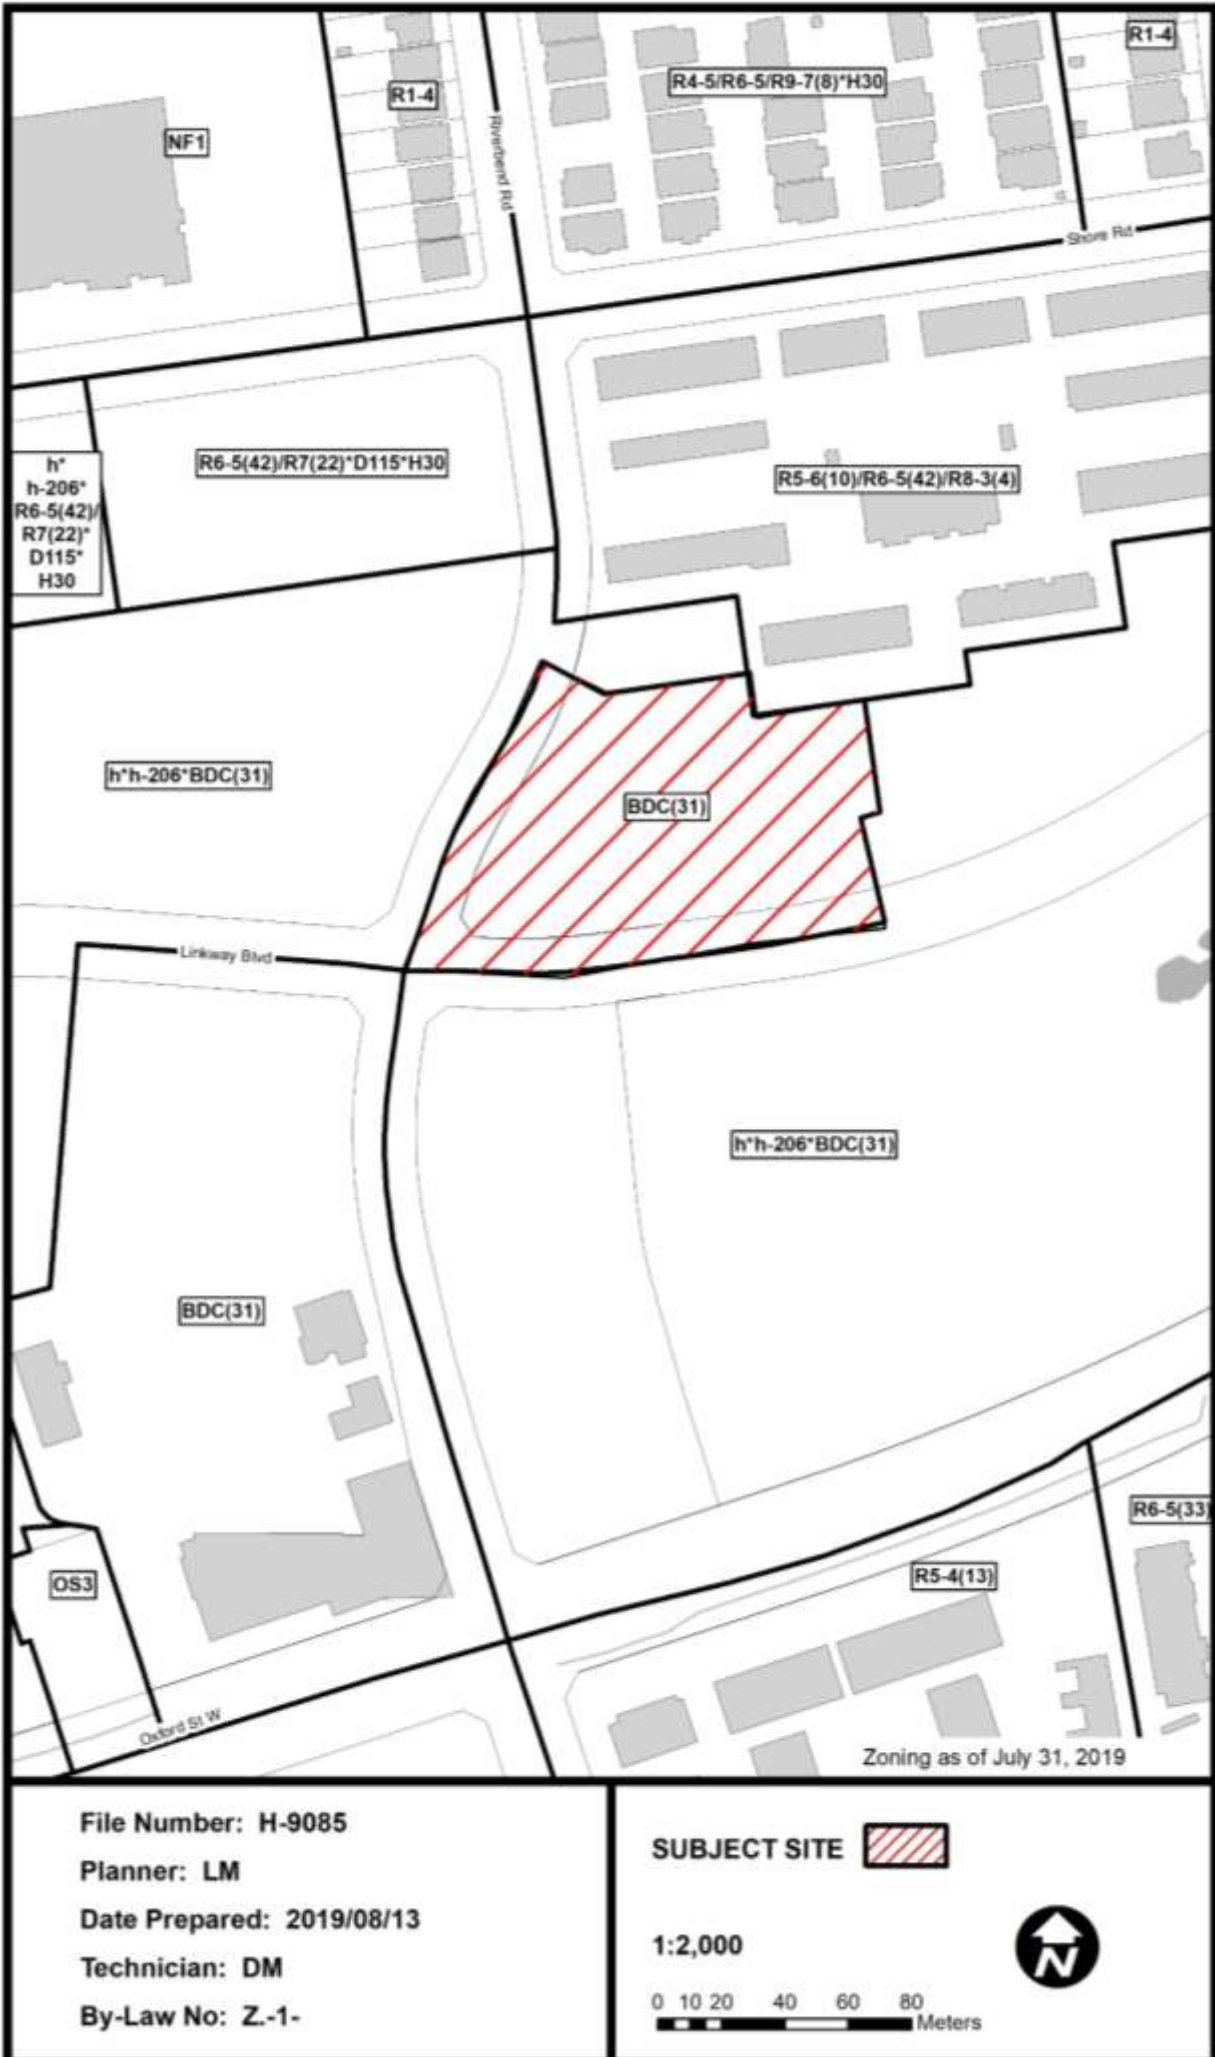 R1-4
R1-4
R4-5/R6-5/R9-7(8)*H30
NF1
Riverbend Rd
Shore Rd
R6-5(42)/R7(22)*D115*H30
h*
h-206*
R6-5(42)/
R7(22)*
D115*
H30
R5-6(10)/R6-5(42)/R8-3(4)
h*h-206*BDC(31)
BDC(31)
Linkway Blvd
h*h-206*BDC(31)
BDC(31)
R6-5(33)
R5-4(13)
OS3
Oxford St W
Zoning as of July 31, 2019
File Number: H-9085
Planner: LM
Date Prepared: 2019/08/13
Technician: DM
By-Law No: Z.-1-
SUBJECT SITE
1:2,000
N
0 10 20 40 60 80
Meters